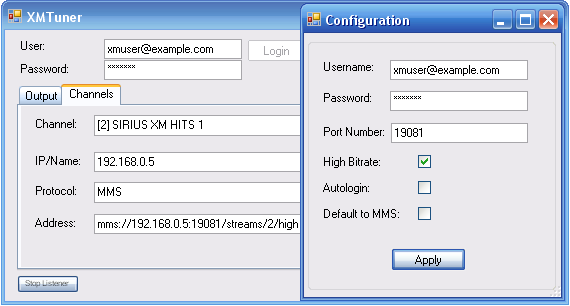 XMTuner
User: xmuser@example.com Login
Password: *******
Output Channels
Channel: [2] SIRIUS XM HITS 1
IP/Name: 192.168.0.5
Protocol: MMS
Address: mms://192.168.0.5:19081/streams/2/high
Stop Listener
Configuration
Username: xmuser@example.com
Password: *******
Port Number: 19081
High Bitrate:
Autologin:
Default to MMS:
Apply